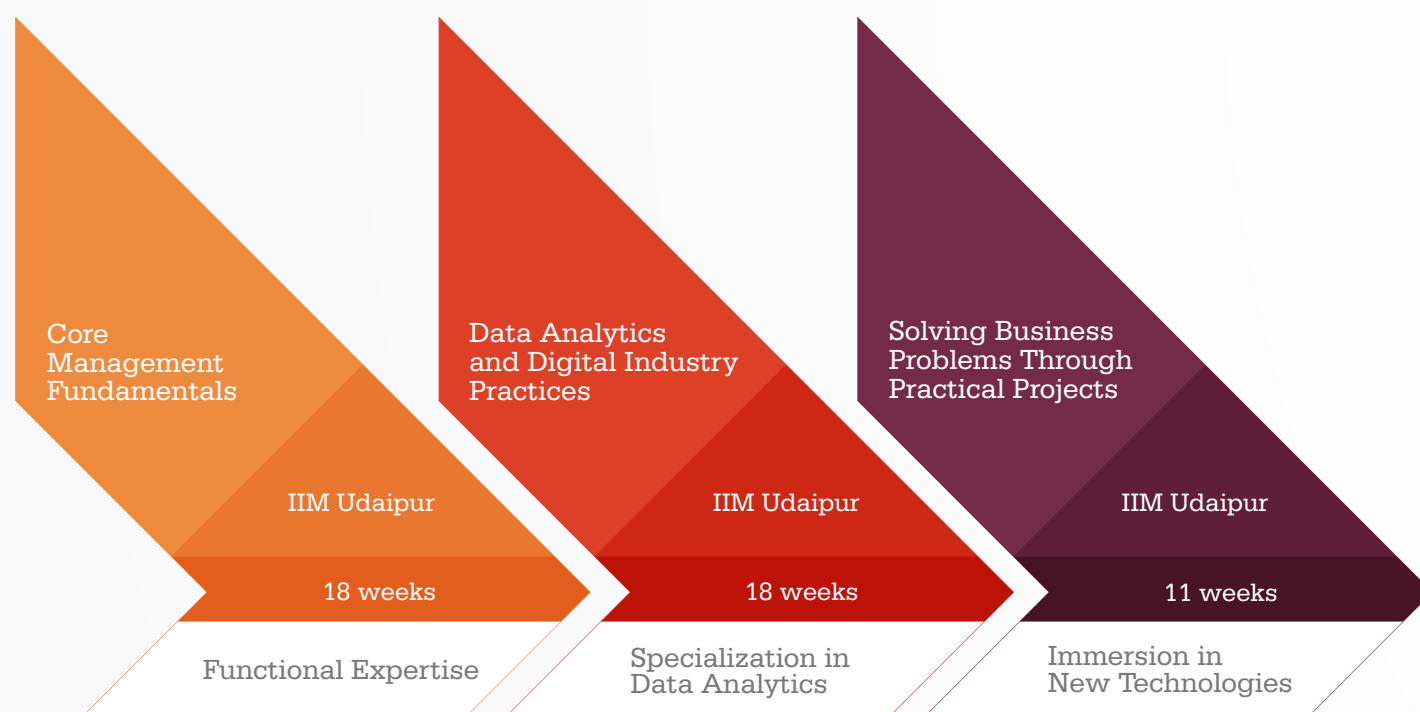 Core
Management
Fundamentals
IIM Udaipur
18 weeks
Functional Expertise
Data Analytics
and Digital Industry
Practices
IIM Udaipur
18 weeks
Specialization in
Data Analytics
Solving Business
Problems Through
Practical Projects
IIM Udaipur
11 weeks
Immersion in
New Technologies